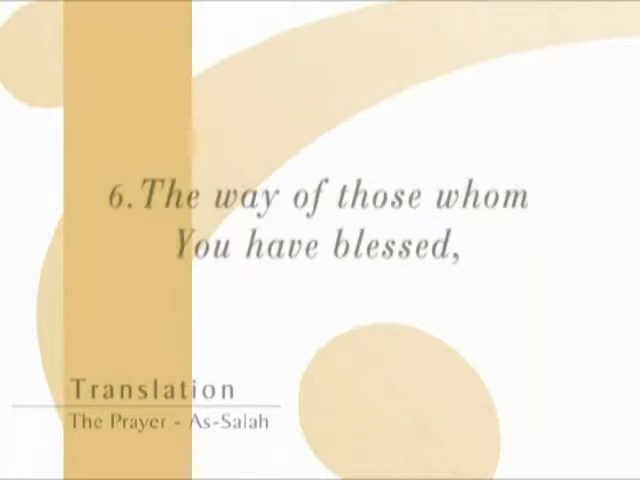 6. The way of those whom
You have blessed,
Translation
The Prayer - As-Salah